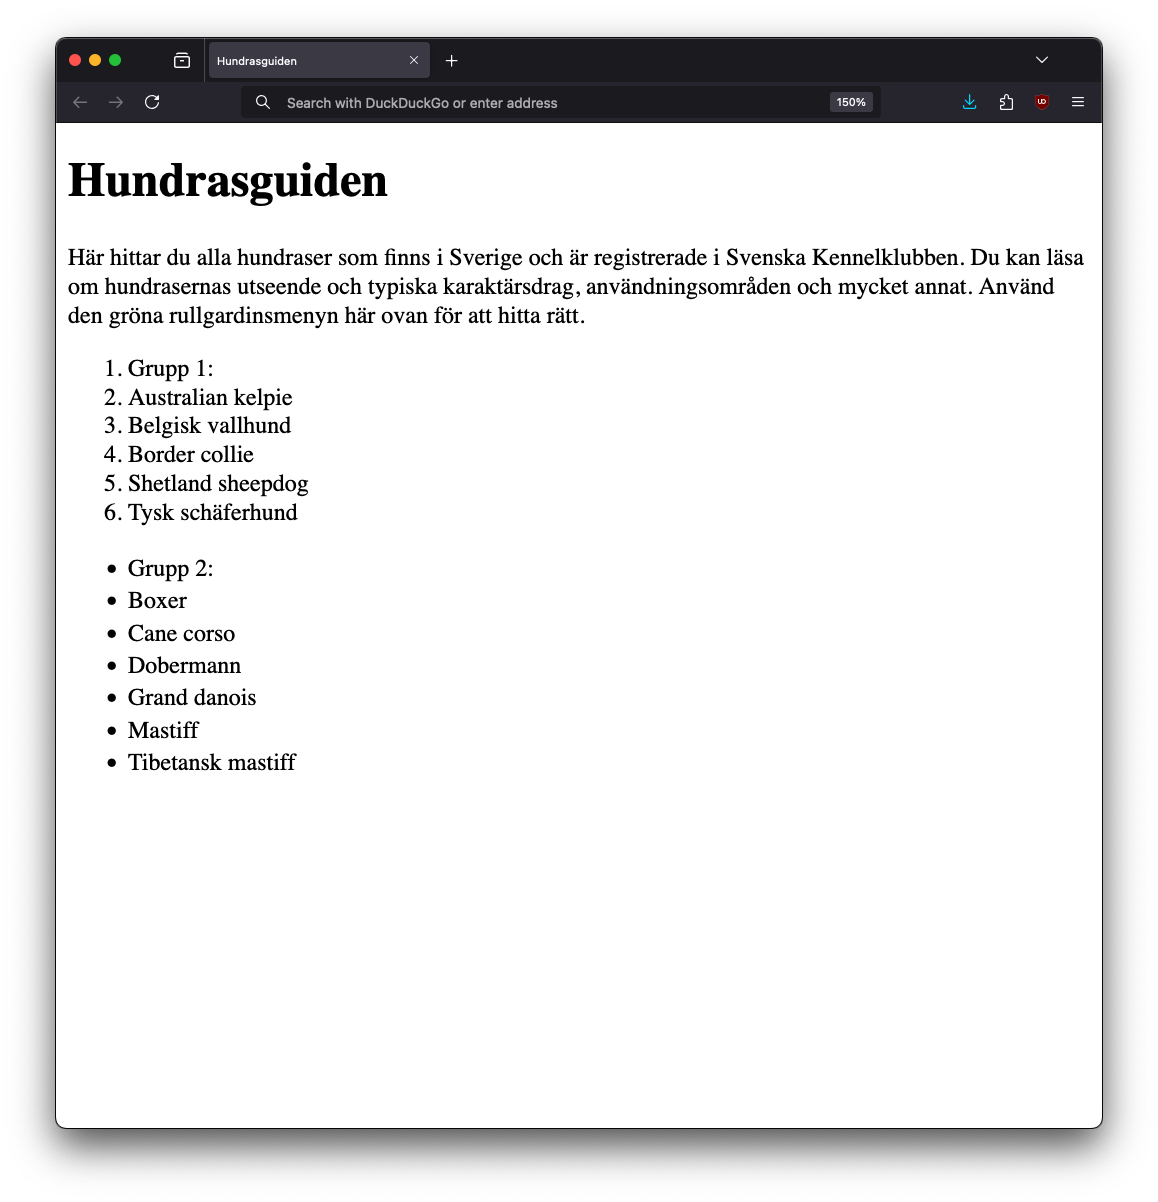 Hundrasguiden
Search with DuckDuckGo or enter address
150%
Hundrasguiden
Här hittar du alla hundraser som finns i Sverige och är registrerade i Svenska Kennelklubben. Du kan läsa
om hundrasernas utseende och typiska karaktärsdrag, användningsområden och mycket annat. Använd
den gröna rullgardinsmenyn här ovan för att hitta rätt.
1. Grupp 1:
2. Australian kelpie
3. Belgisk vallhund
4. Border collie
5. Shetland sheepdog
6. Tysk schäferhund
• Grupp 2:
• Boxer
• Cane corso
• Dobermann
• Grand danois
• Mastiff
• Tibetansk mastiff